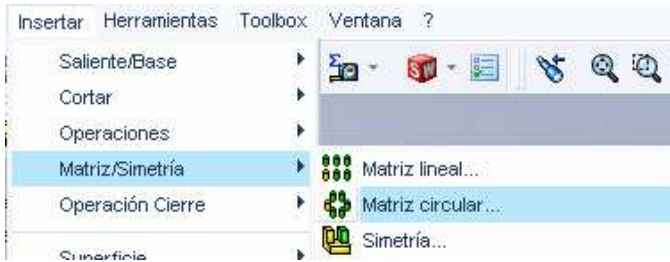 Insertar Herramientas Toolbox Ventana ?
Saliente/Base
Cortar
Operaciones
Matriz/Simetría
Operación Cierre
Superficie
Matriz lineal...
Matriz circular...
Simetría...